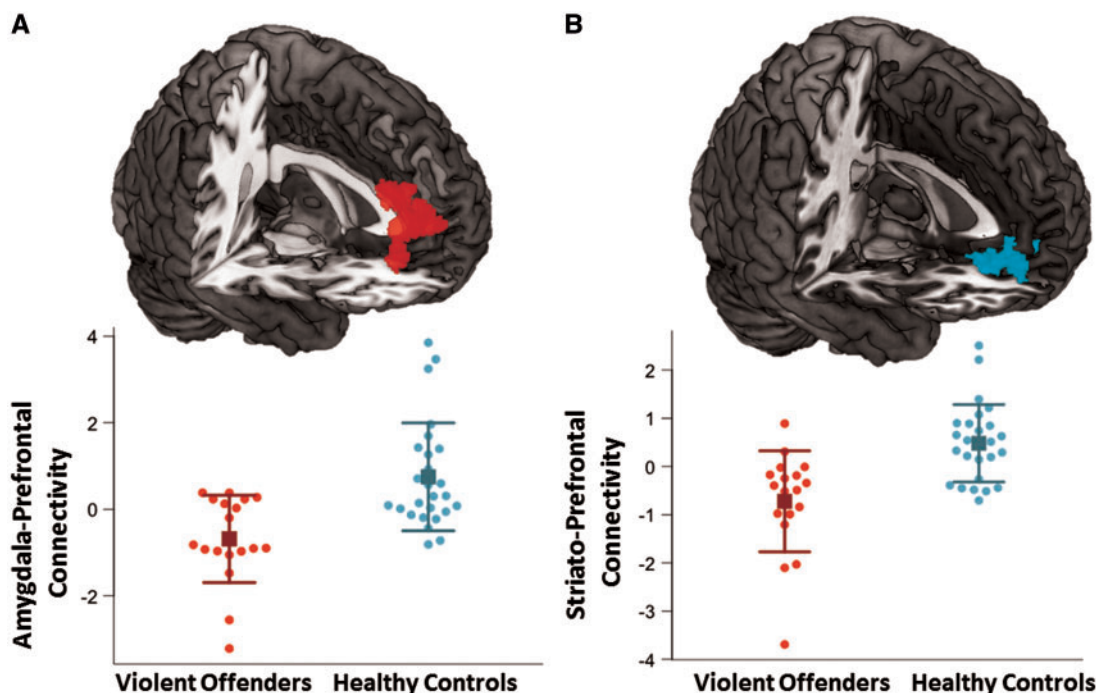 A
B
4
2
0
-2
Amygdala-Prefrontal
Connectivity
Violent Offenders
Healthy Controls
2
1
0
-1
-2
-3
-4
Striato-Prefrontal
Connectivity
Violent Offenders
Healthy Controls